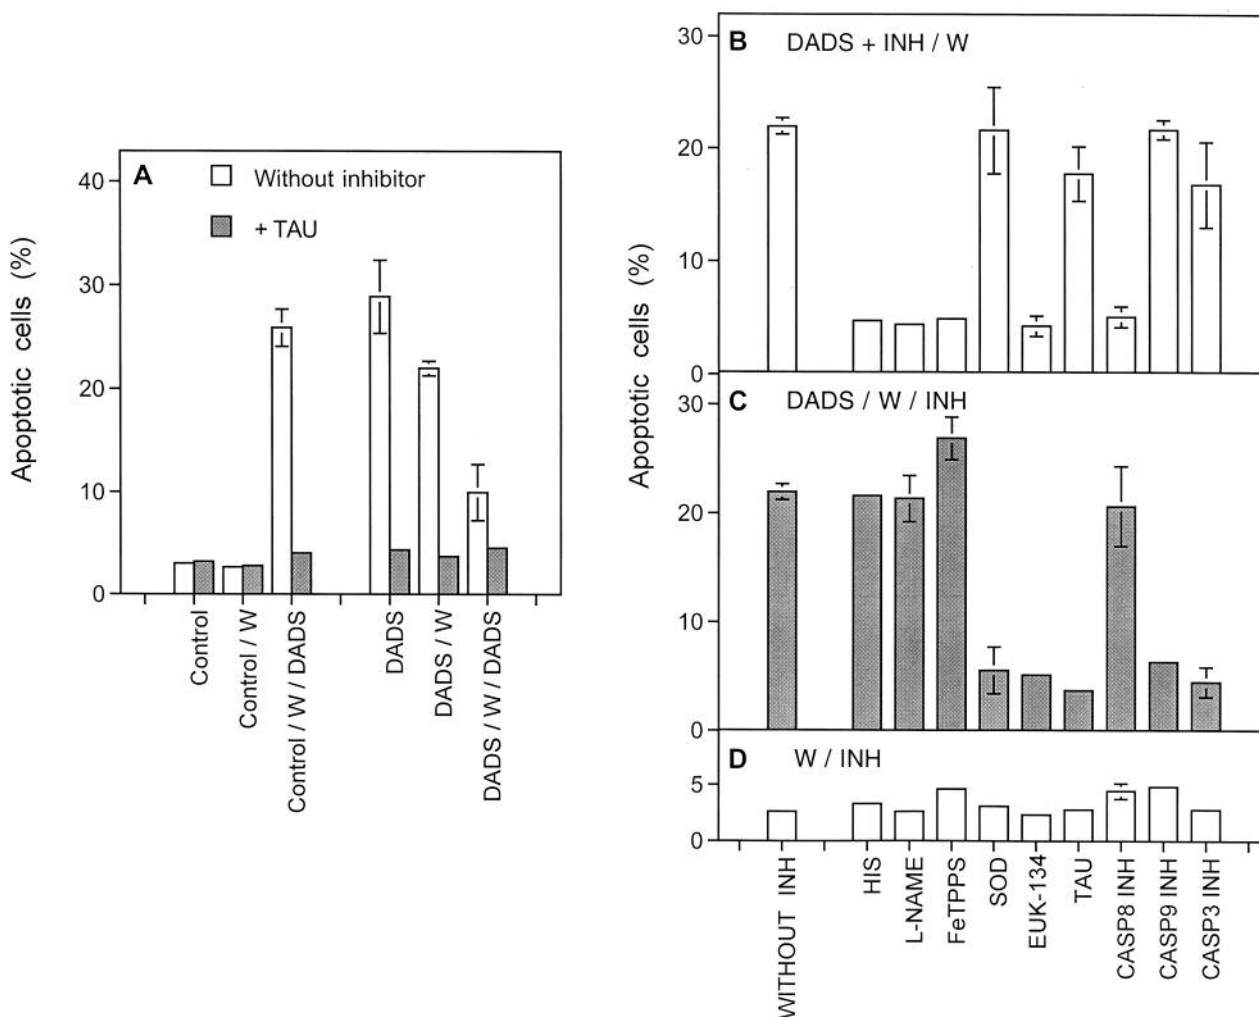 A
Without inhibitor
+ TAU
Apoptotic cells (%)
40
30
20
10
0
Control
Control / W
Control / W / DADS
DADS
DADS / W
DADS / W / DADS
B DADS + INH / W
30
20
10
0
Apoptotic cells (%)
C DADS / W / INH
30
20
10
0
D W / INH
5
0
WITHOUT INH
HIS
L-NAME
FeTPPS
SOD
EUK-134
TAU
CASP8 INH
CASP9 INH
CASP3 INH